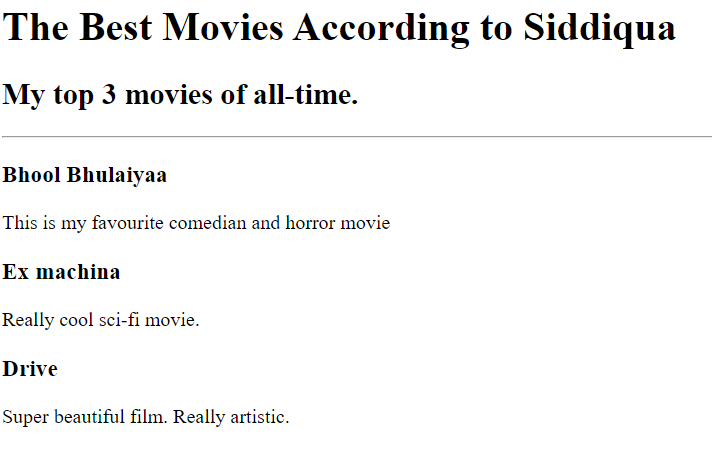 The Best Movies According to Siddiqua
My top 3 movies of all-time.
Bhool Bhulaiyaa
This is my favourite comedian and horror movie
Ex machina
Really cool sci-fi movie.
Drive
Super beautiful film. Really artistic.